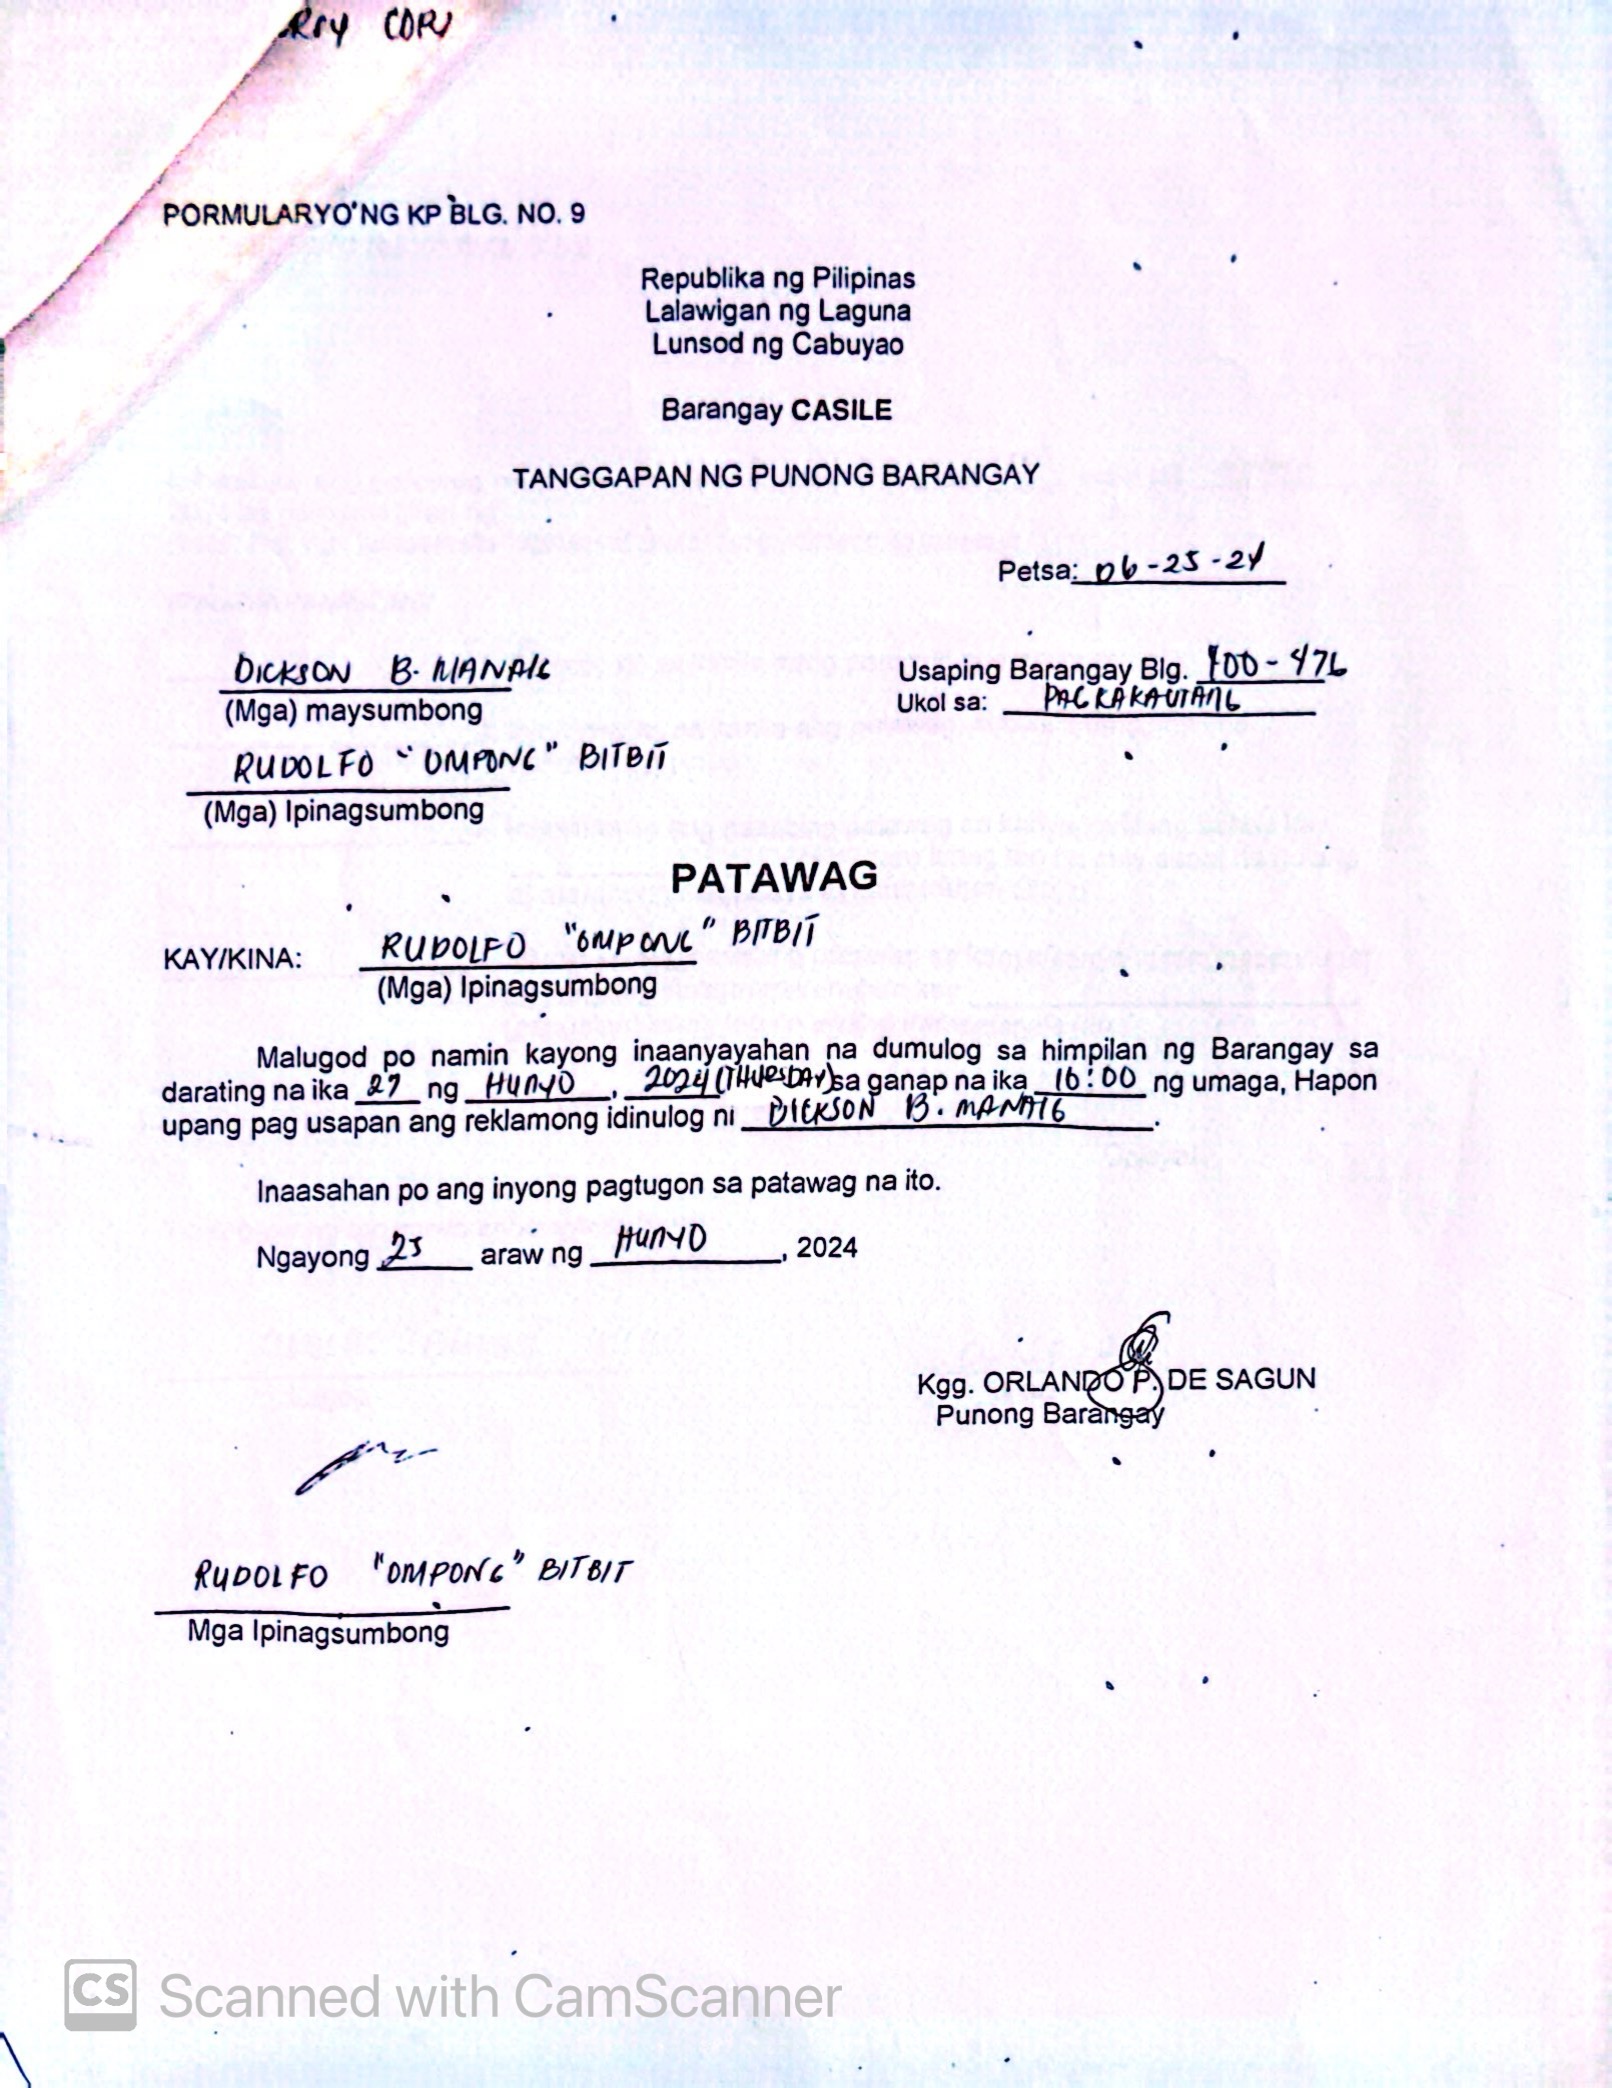 PORMULARYO NG KP BLG. NO. 9
Republika ng Pilipinas
Lalawigan ng Laguna
Lunsod ng Cabuyao
Barangay CASILE
TANGGAPAN NG PUNONG BARANGAY
Petsa: 06-25-24
DICKSON B. MANAIG
(Mga) maysumbong
Usaping Barangay Blg. 400-476
Ukol sa: PAGKAKAUTANG
RUDOLFO "OMPONG" BITBIT
(Mga) Ipinagsumbong
PATAWAG
KAY/KINA: RUDOLFO "OMPONG" BITBIT
(Mga) Ipinagsumbong
Malugod po namin kayong inaanyayahan na dumulog sa himpilan ng Barangay sa
darating na ika 27 ng HUNYO, 2024 (THURSDAY) sa ganap na ika 10:00 ng umaga, Hapon
upang pag usapan ang reklamong idinulog ni DICKSON B. MANAIG.
Inaasahan po ang inyong pagtugon sa patawag na ito.
Ngayong 25 araw ng HUNYO, 2024
Kgg. ORLANDO P. DE SAGUN
Punong Barangay
RUDOLFO "OMPONG" BITBIT
Mga Ipinagsumbong
CS Scanned with CamScanner